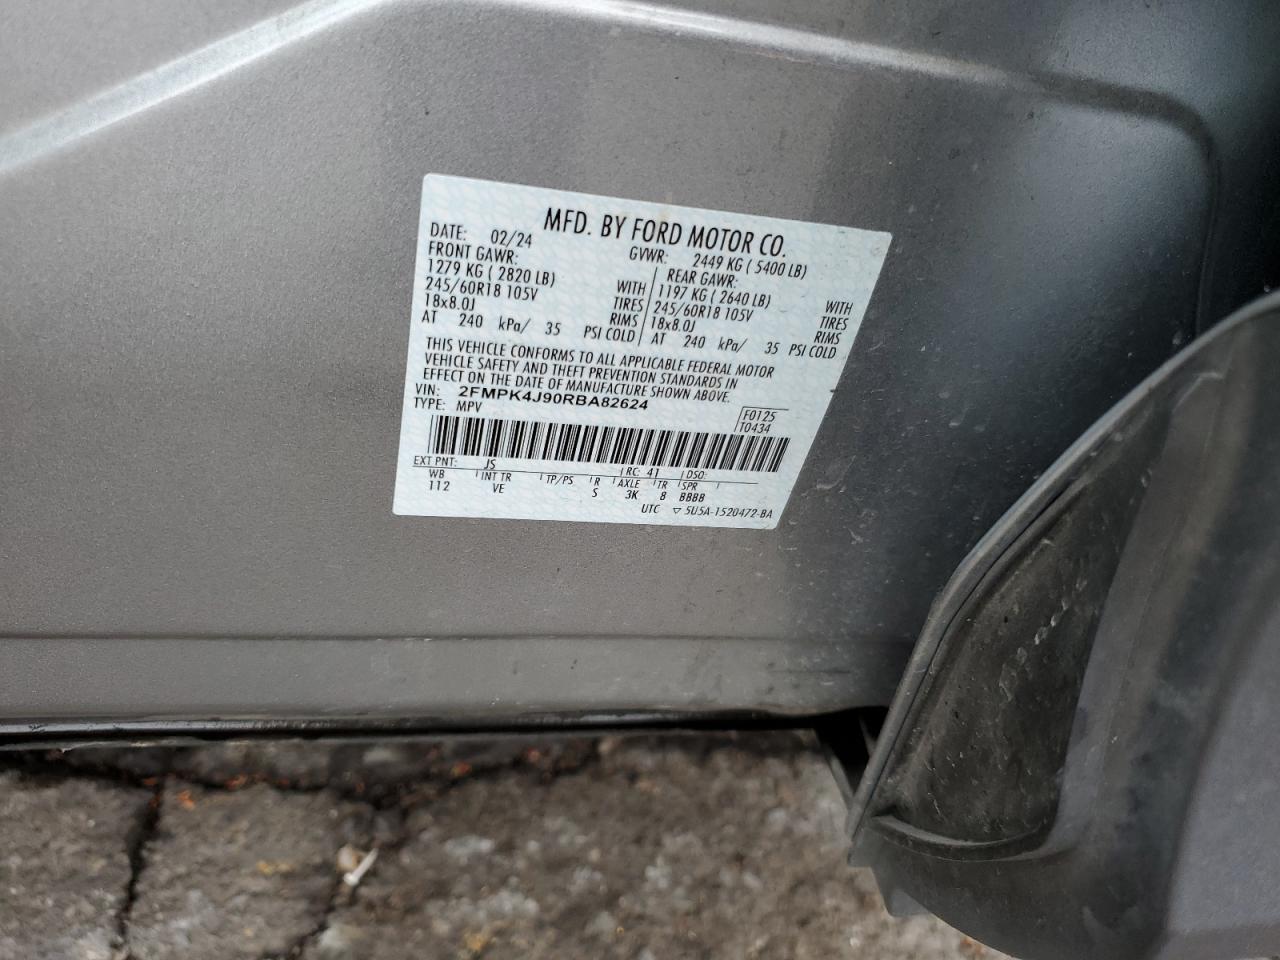 MFD. BY FORD MOTOR CO.
DATE: 02/24 GVWR: 2449 KG ( 5400 LB)
FRONT GAWR: REAR GAWR:
1279 KG ( 2820 LB) WITH 1197 KG ( 2640 LB) WITH
245/60R18 105V TIRES 245/60R18 105V TIRES
18x8.0J RIMS 18x8.0J RIMS
AT 240 kPa/ 35 PSI COLD AT 240 kPa/ 35 PSI COLD
THIS VEHICLE CONFORMS TO ALL APPLICABLE FEDERAL MOTOR
VEHICLE SAFETY AND THEFT PREVENTION STANDARDS IN
EFFECT ON THE DATE OF MANUFACTURE SHOWN ABOVE.
VIN: 2FMPK4J90RBA82624
TYPE: MPV
F0125
T0434
EXT PNT: JS RC: 41 DSO:
WB INT TR TP/PS R AXLE TR SPR
112 VE S 3K 8 BBBB
UTC ▽ 5U5A-1520472-BA